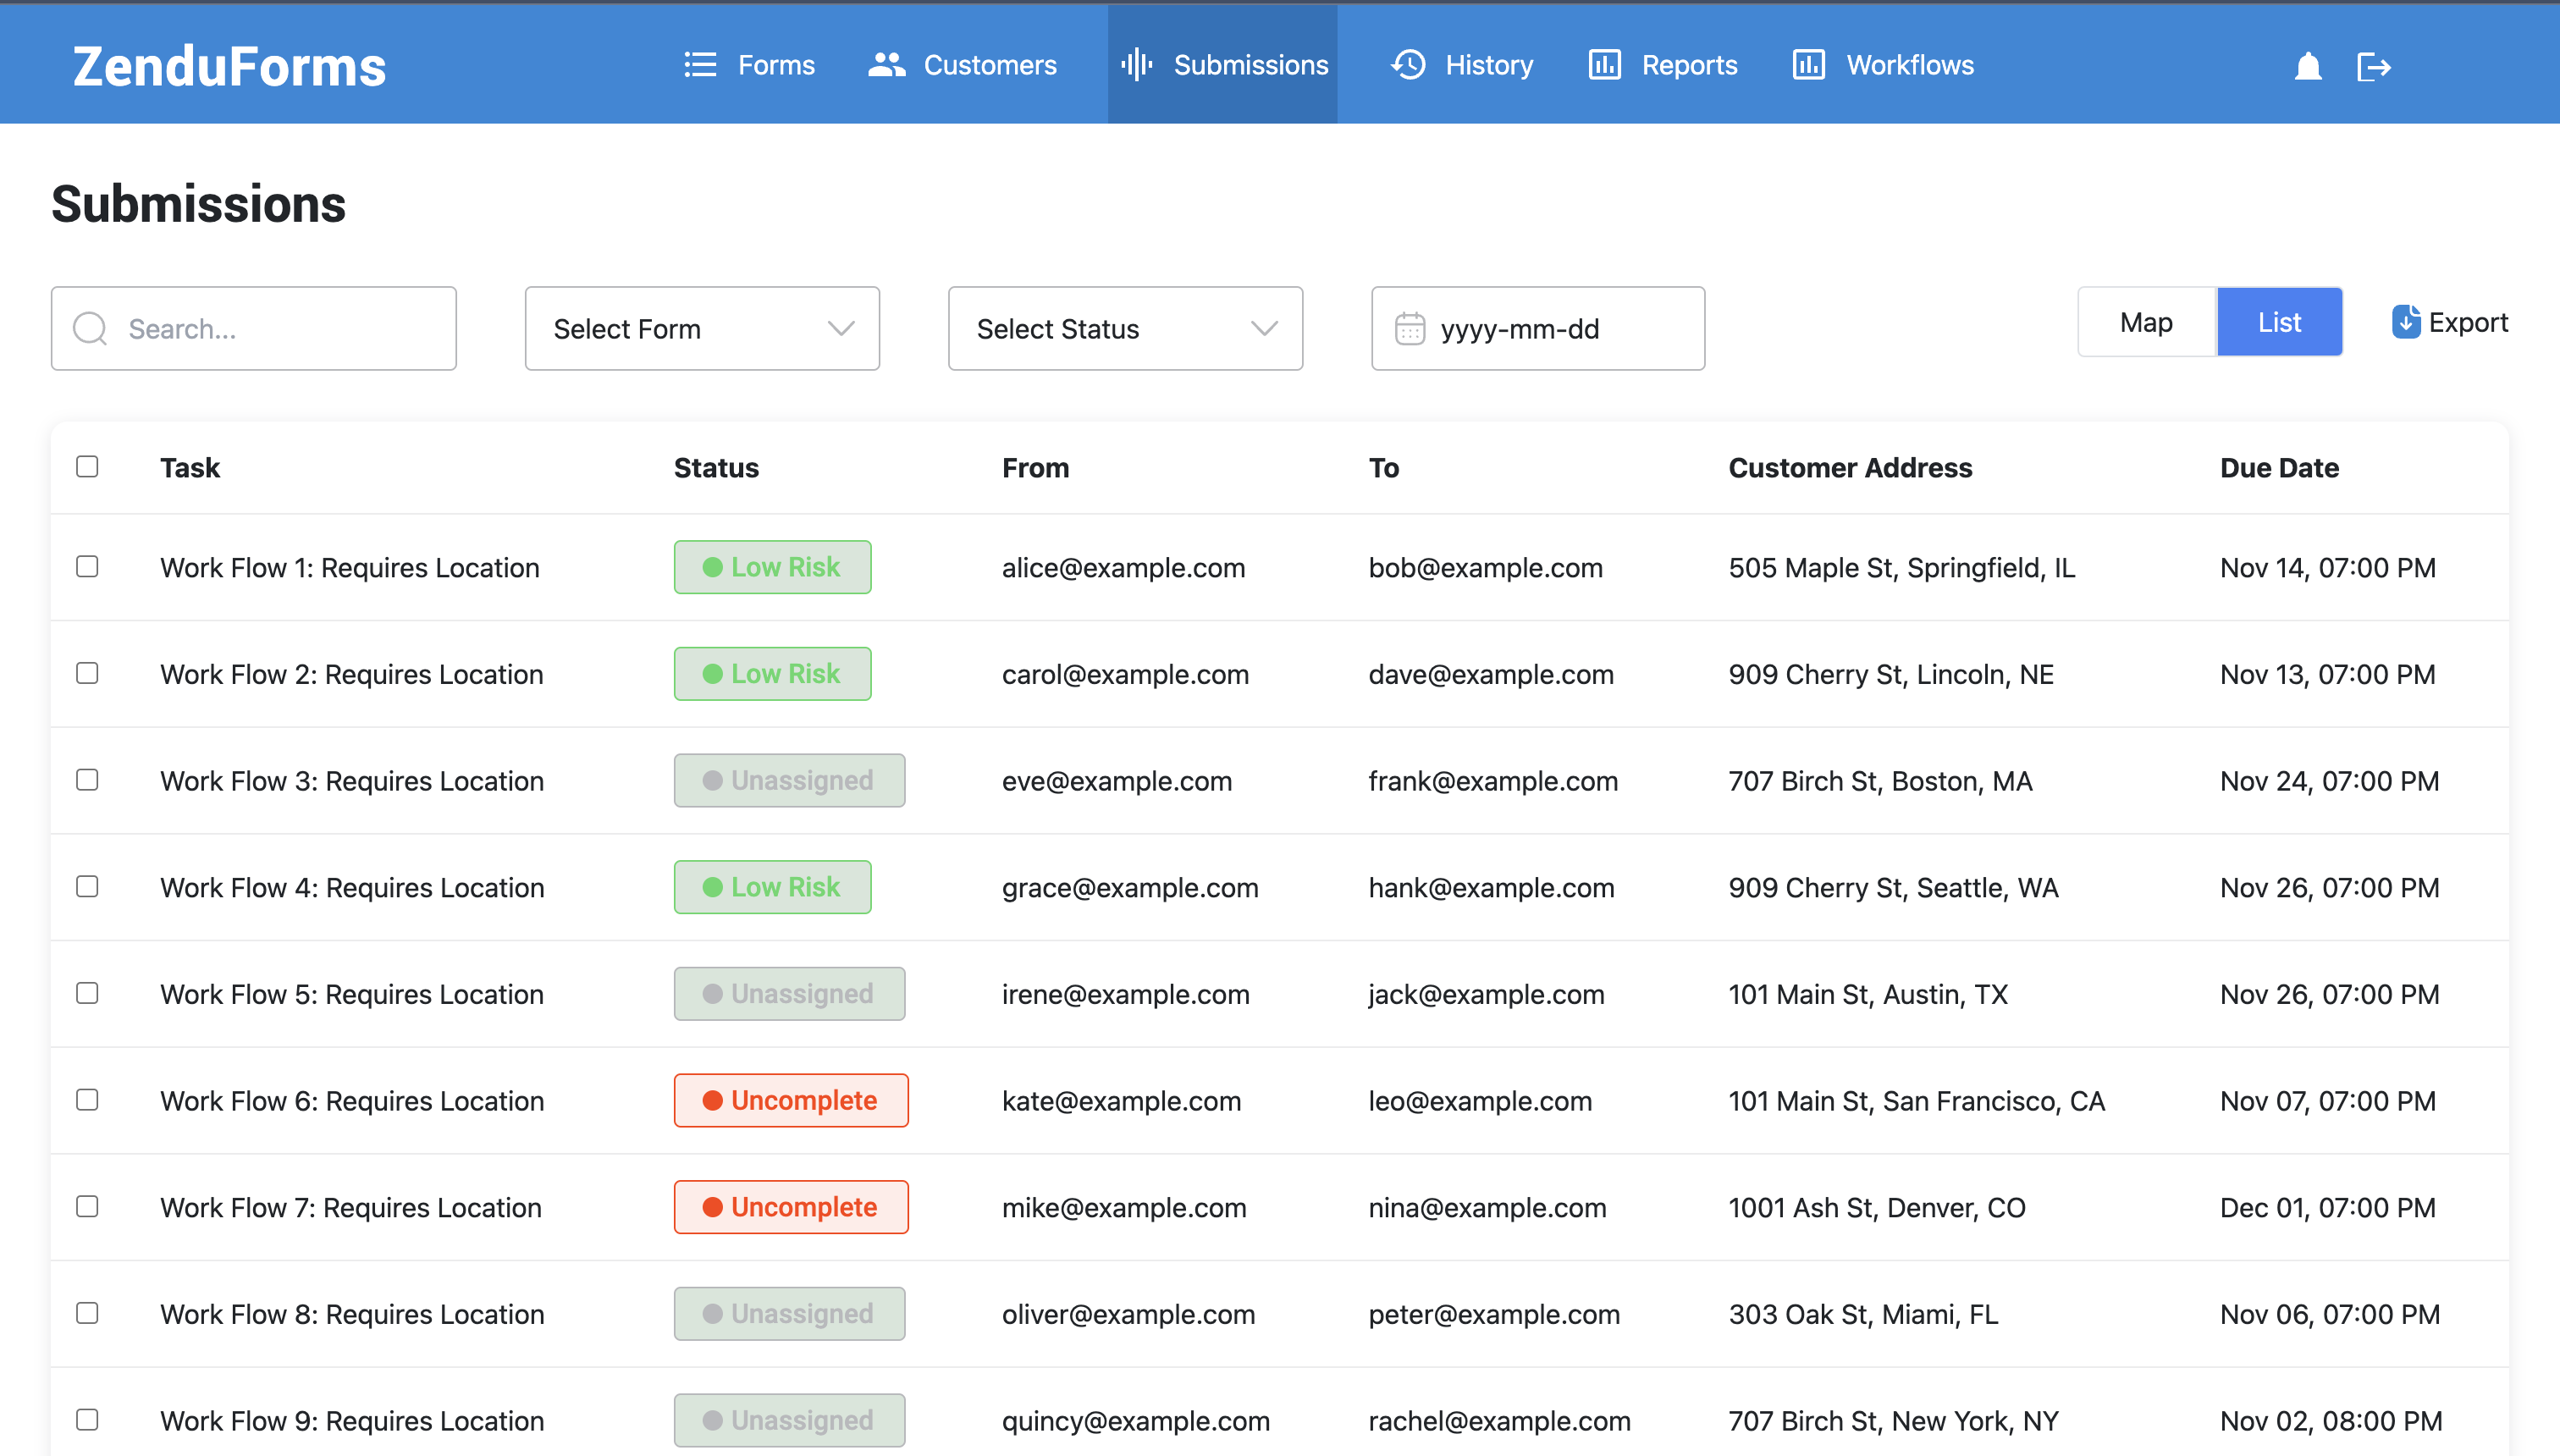 ZenduForms Forms Customers Submissions History Reports Workflows
Submissions
Search... Select Form Select Status yyyy-mm-dd Map List Export
Task Status From To Customer Address Due Date
Work Flow 1: Requires Location Low Risk alice@example.com bob@example.com 505 Maple St, Springfield, IL Nov 14, 07:00 PM
Work Flow 2: Requires Location Low Risk carol@example.com dave@example.com 909 Cherry St, Lincoln, NE Nov 13, 07:00 PM
Work Flow 3: Requires Location Unassigned eve@example.com frank@example.com 707 Birch St, Boston, MA Nov 24, 07:00 PM
Work Flow 4: Requires Location Low Risk grace@example.com hank@example.com 909 Cherry St, Seattle, WA Nov 26, 07:00 PM
Work Flow 5: Requires Location Unassigned irene@example.com jack@example.com 101 Main St, Austin, TX Nov 26, 07:00 PM
Work Flow 6: Requires Location Uncomplete kate@example.com leo@example.com 101 Main St, San Francisco, CA Nov 07, 07:00 PM
Work Flow 7: Requires Location Uncomplete mike@example.com nina@example.com 1001 Ash St, Denver, CO Dec 01, 07:00 PM
Work Flow 8: Requires Location Unassigned oliver@example.com peter@example.com 303 Oak St, Miami, FL Nov 06, 07:00 PM
Work Flow 9: Requires Location Unassigned quincy@example.com rachel@example.com 707 Birch St, New York, NY Nov 02, 08:00 PM